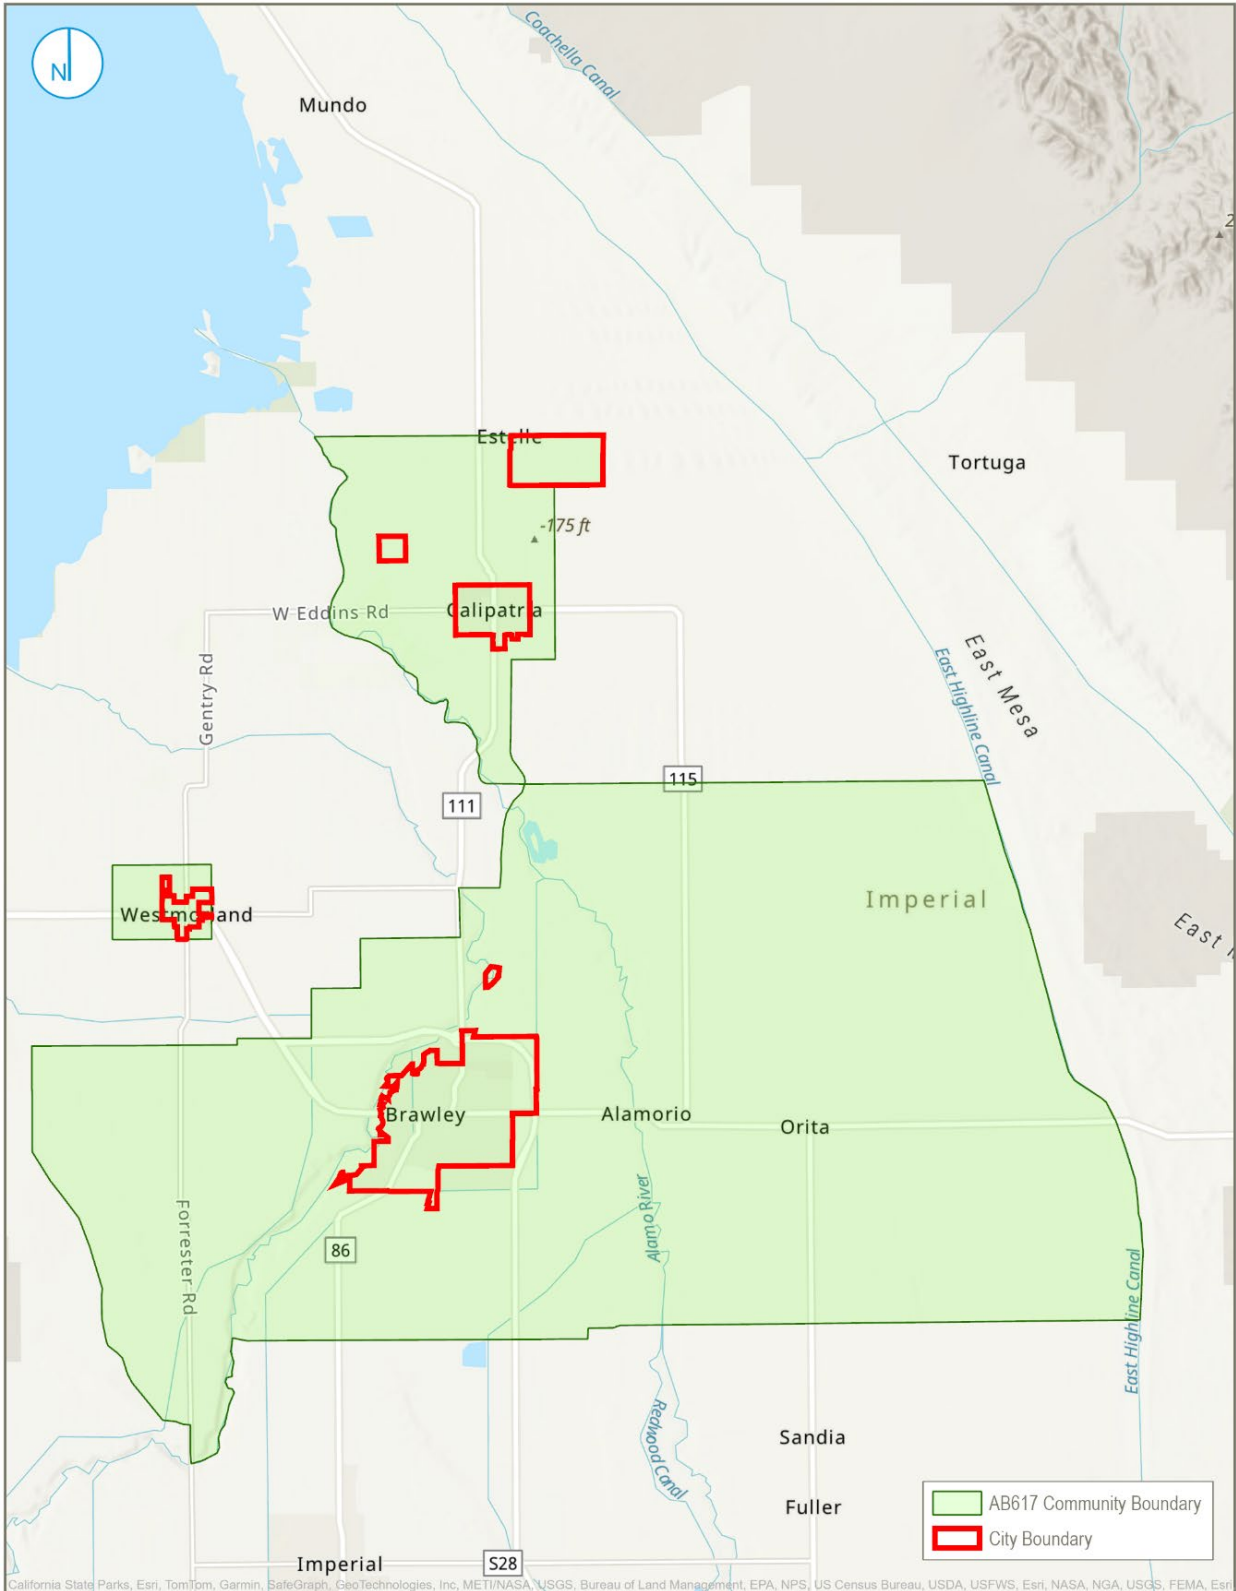 Coachella Canal
N
Mundo
2
Estelle
Tortuga
-175 ft
W Eddins Rd
Calipatria
East Mesa
East Highline Canal
Gentry Rd
115
111
Imperial
Westmorland
East M
Brawley
Alamorio
Orita
Alamo River
Forrester Rd
86
East Highline Canal
Redwood Canal
Sandia
Fuller
AB617 Community Boundary
City Boundary
Imperial
S28
California State Parks, Esri, TomTom, Garmin, SafeGraph, GeoTechnologies, Inc, METI/NASA, USGS, Bureau of Land Management, EPA, NPS, US Census Bureau, USDA, USFWS, Esri, NASA, NGA, USGS, FEMA, Esri